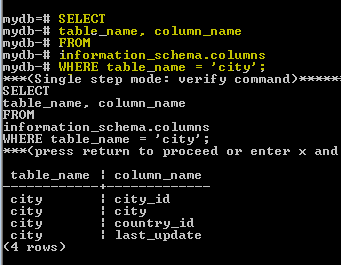 mydb=# SELECT
mydb-# table_name, column_name
mydb-# FROM
mydb-# information_schema.columns
mydb-# WHERE table_name = 'city';
***(Single step mode: verify command)*****
SELECT
table_name, column_name
FROM
information_schema.columns
WHERE table_name = 'city';
***(press return to proceed or enter x and
table_name | column_name
------------+-------------
city | city_id
city | city
city | country_id
city | last_update
(4 rows)